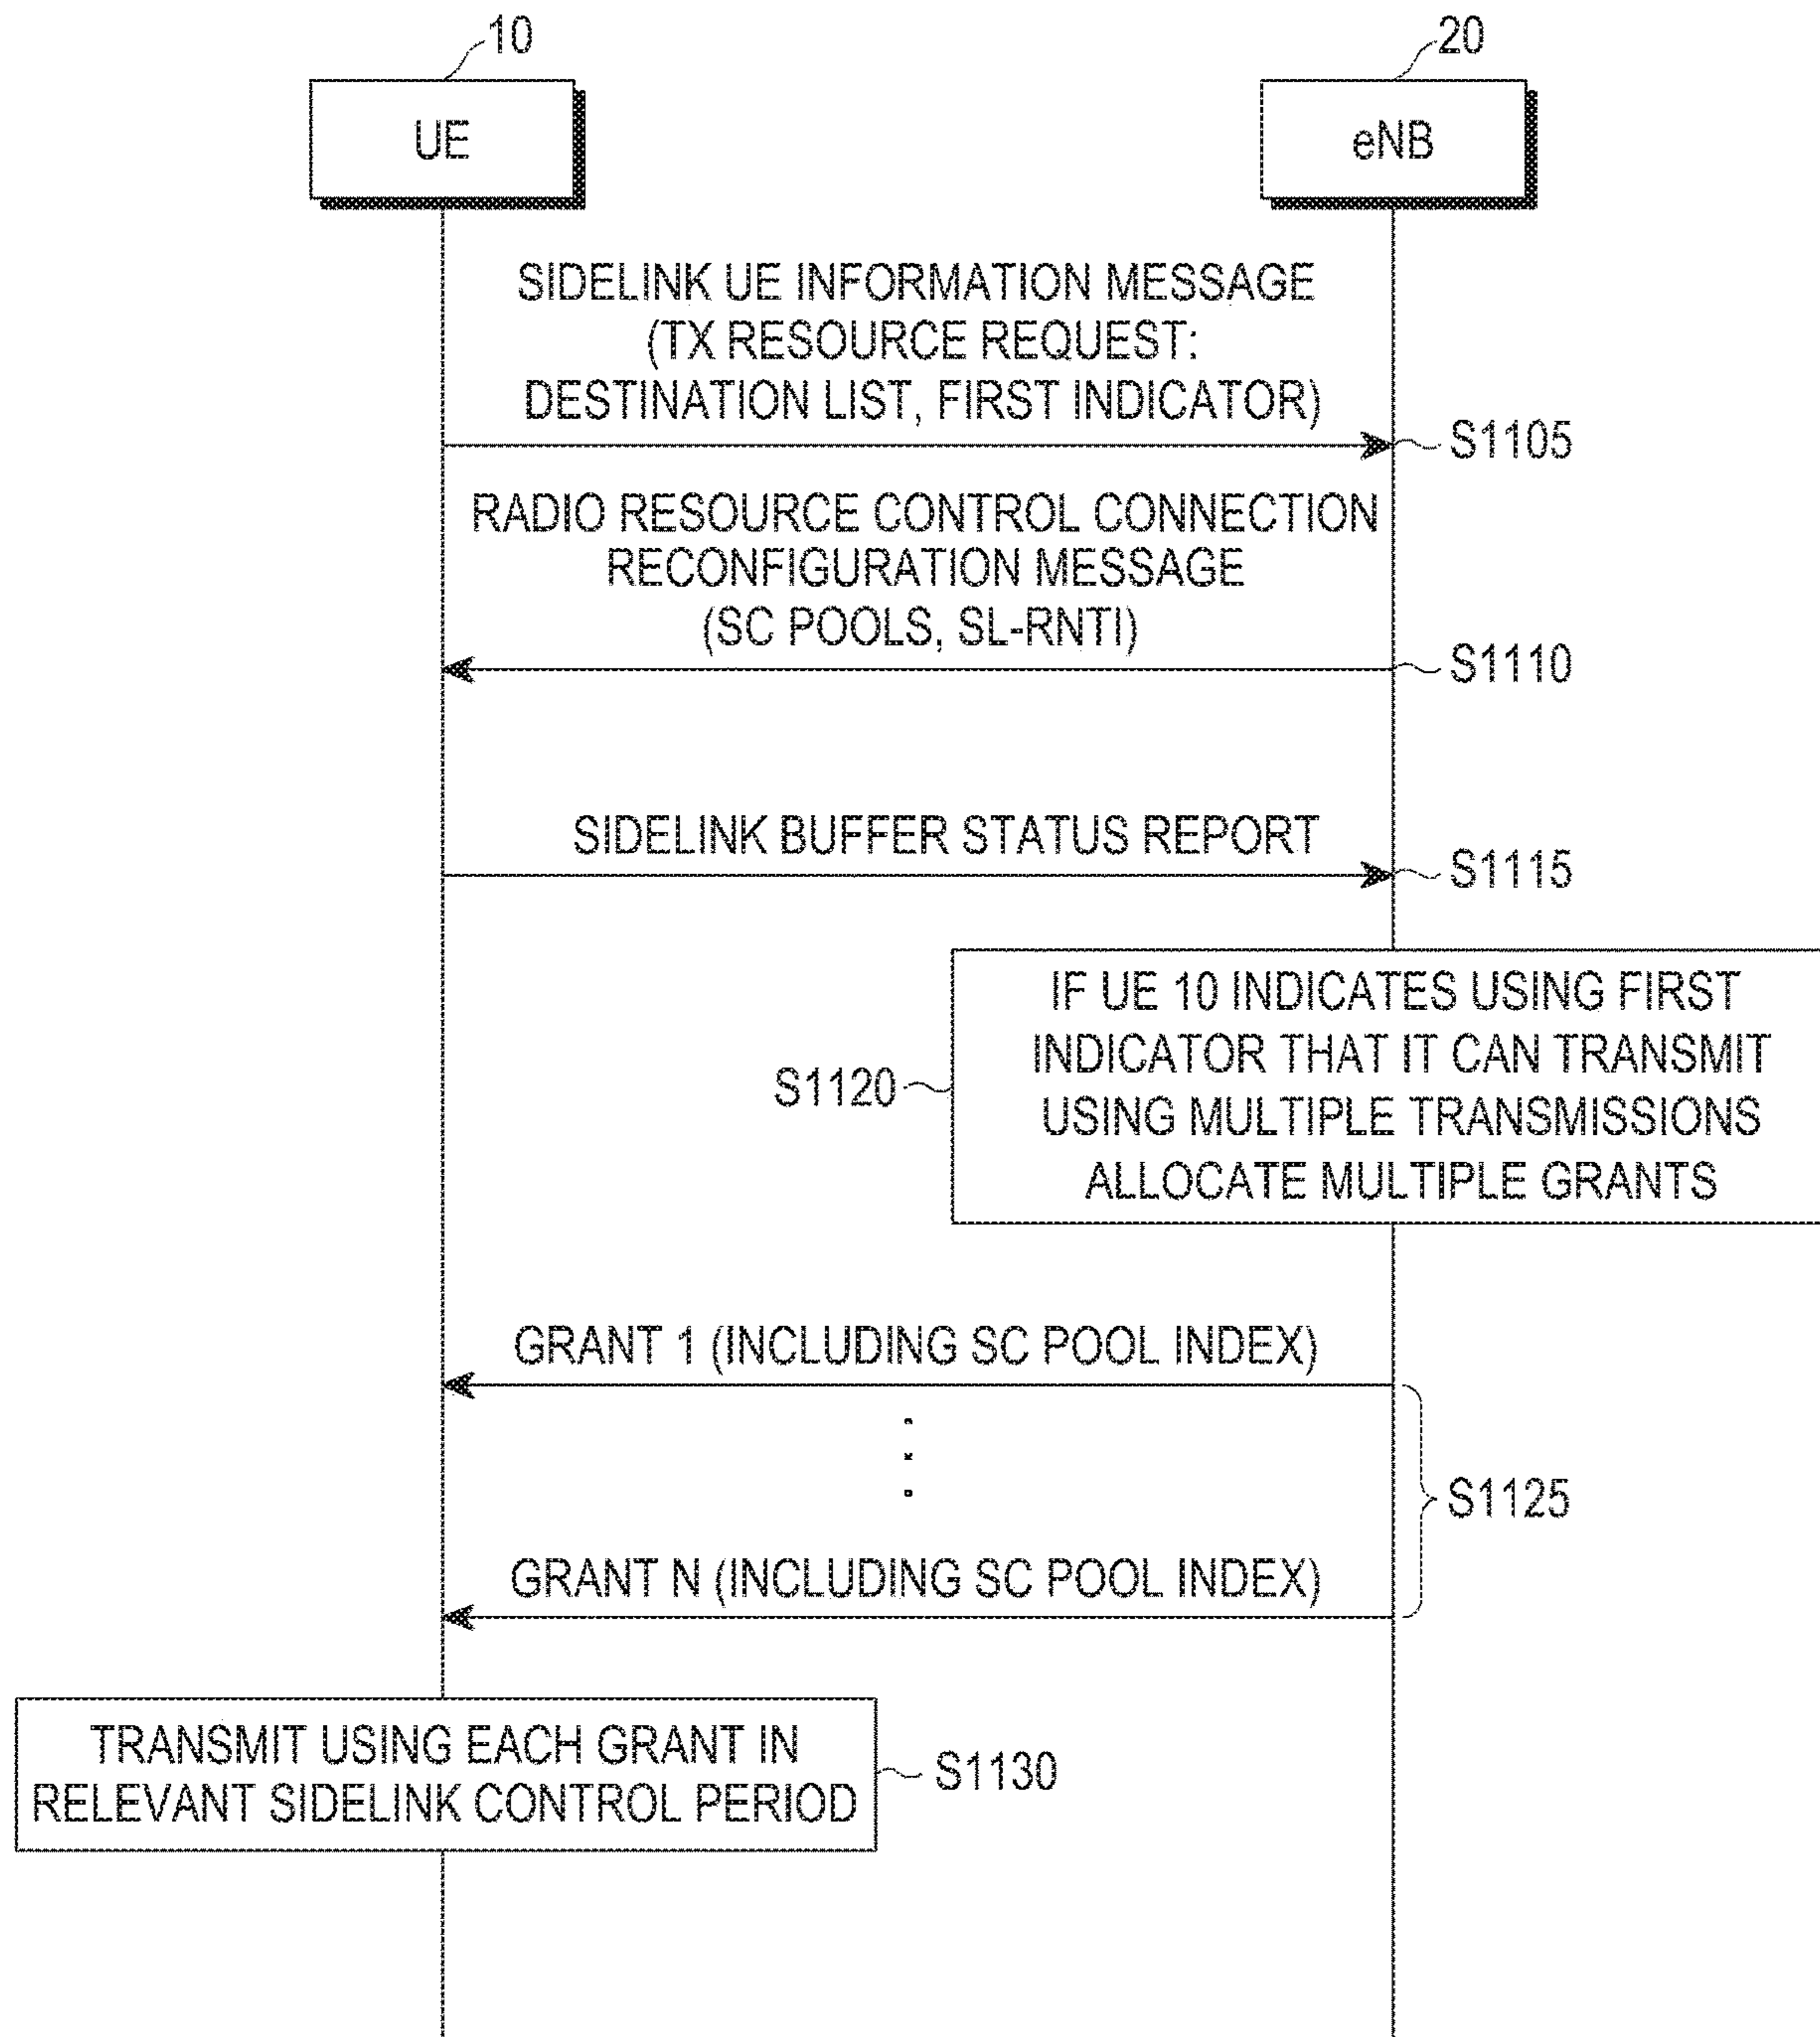 10
20
UE
eNB
SIDELINK UE INFORMATION MESSAGE
(TX RESOURCE REQUEST:
DESTINATION LIST, FIRST INDICATOR)
S1105
RADIO RESOURCE CONTROL CONNECTION
RECONFIGURATION MESSAGE
(SC POOLS, SL-RNTI)
S1110
SIDELINK BUFFER STATUS REPORT
S1115
IF UE 10 INDICATES USING FIRST
INDICATOR THAT IT CAN TRANSMIT
USING MULTIPLE TRANSMISSIONS
ALLOCATE MULTIPLE GRANTS
S1120
GRANT 1 (INCLUDING SC POOL INDEX)
S1125
GRANT N (INCLUDING SC POOL INDEX)
TRANSMIT USING EACH GRANT IN
RELEVANT SIDELINK CONTROL PERIOD
S1130